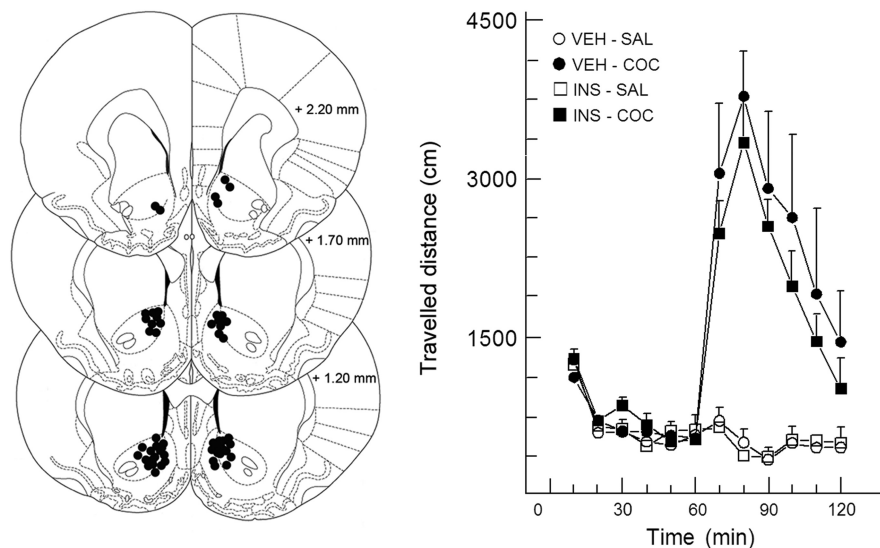 + 2.20 mm
+ 1.70 mm
+ 1.20 mm
4500
3000
1500
Travelled distance (cm)
VEH - SAL
VEH - COC
INS - SAL
INS - COC
0 30 60 90 120
Time (min)